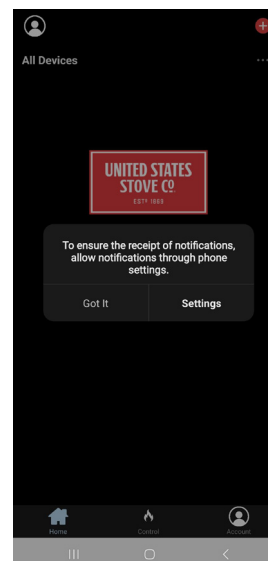 All Devices
UNITED STATES
STOVE CO.
EST? 1869
To ensure the receipt of notifications,
allow notifications through phone
settings.
Got It
Settings
Home
Control
Account